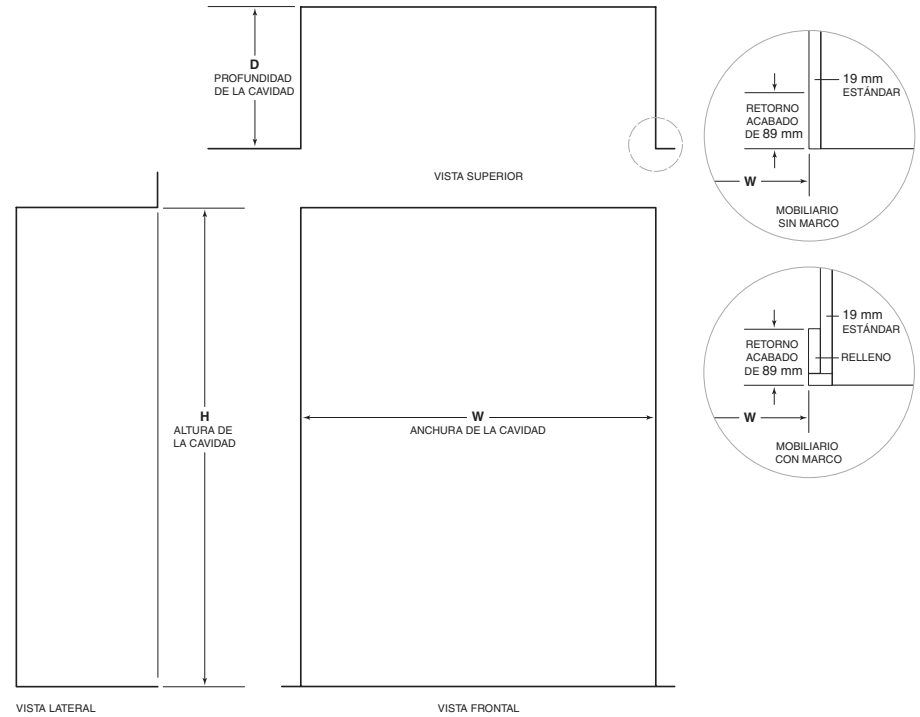 D
PROFUNDIDAD
DE LA CAVIDAD
VISTA SUPERIOR
19 mm
ESTÁNDAR
RETORNO
ACABADO
DE 89 mm
W
MOBILIARIO
SIN MARCO
19 mm
ESTÁNDAR
RETORNO
ACABADO
DE 89 mm
RELLENO
W
MOBILIARIO
CON MARCO
H
ALTURA DE
LA CAVIDAD
W
ANCHURA DE LA CAVIDAD
VISTA LATERAL
VISTA FRONTAL